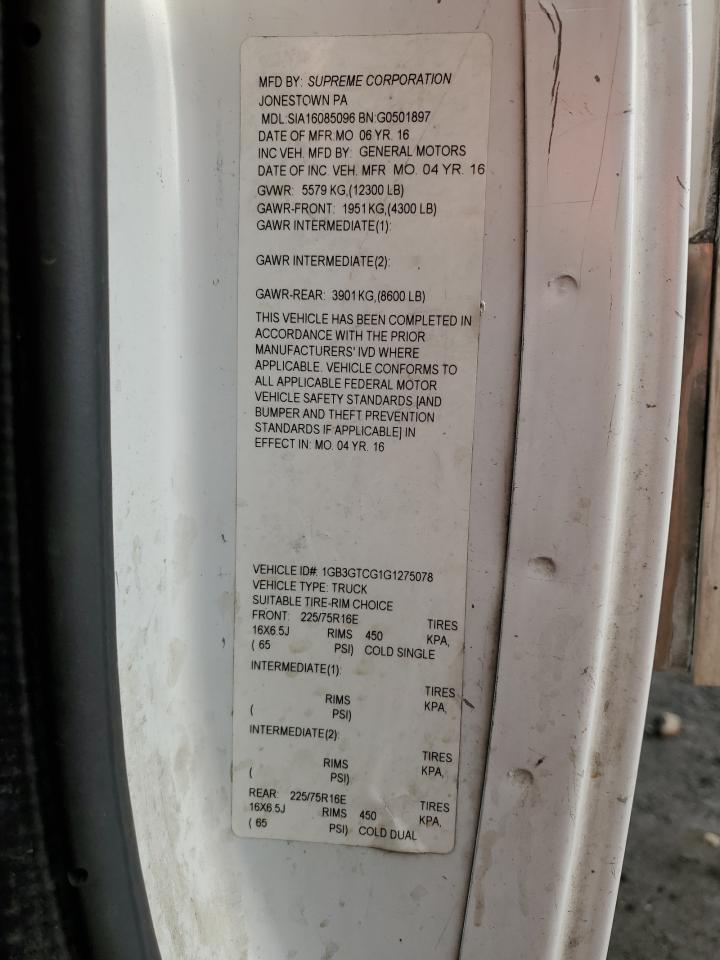 MFD BY: SUPREME CORPORATION
JONESTOWN PA
MDL:SIA16085096 BN:G0501897
DATE OF MFR:MO 06 YR. 16
INC VEH. MFD BY: GENERAL MOTORS
DATE OF INC. VEH. MFR MO. 04 YR. 16
GVWR: 5579 KG,(12300 LB)
GAWR-FRONT: 1951 KG,(4300 LB)
GAWR INTERMEDIATE(1):
GAWR INTERMEDIATE(2):
GAWR-REAR: 3901 KG,(8600 LB)
THIS VEHICLE HAS BEEN COMPLETED IN
ACCORDANCE WITH THE PRIOR
MANUFACTURERS' IVD WHERE
APPLICABLE. VEHICLE CONFORMS TO
ALL APPLICABLE FEDERAL MOTOR
VEHICLE SAFETY STANDARDS [AND
BUMPER AND THEFT PREVENTION
STANDARDS IF APPLICABLE] IN
EFFECT IN: MO. 04 YR. 16
VEHICLE ID#: 1GB3GTCG1G1275078
VEHICLE TYPE: TRUCK
SUITABLE TIRE-RIM CHOICE
FRONT: 225/75R16E TIRES
16X6.5J RIMS 450 KPA,
( 65 PSI) COLD SINGLE
INTERMEDIATE(1):
TIRES
RIMS KPA,
( PSI)
INTERMEDIATE(2):
TIRES
RIMS KPA,
( PSI)
REAR: 225/75R16E TIRES
16X6.5J RIMS 450 KPA,
( 65 PSI) COLD DUAL